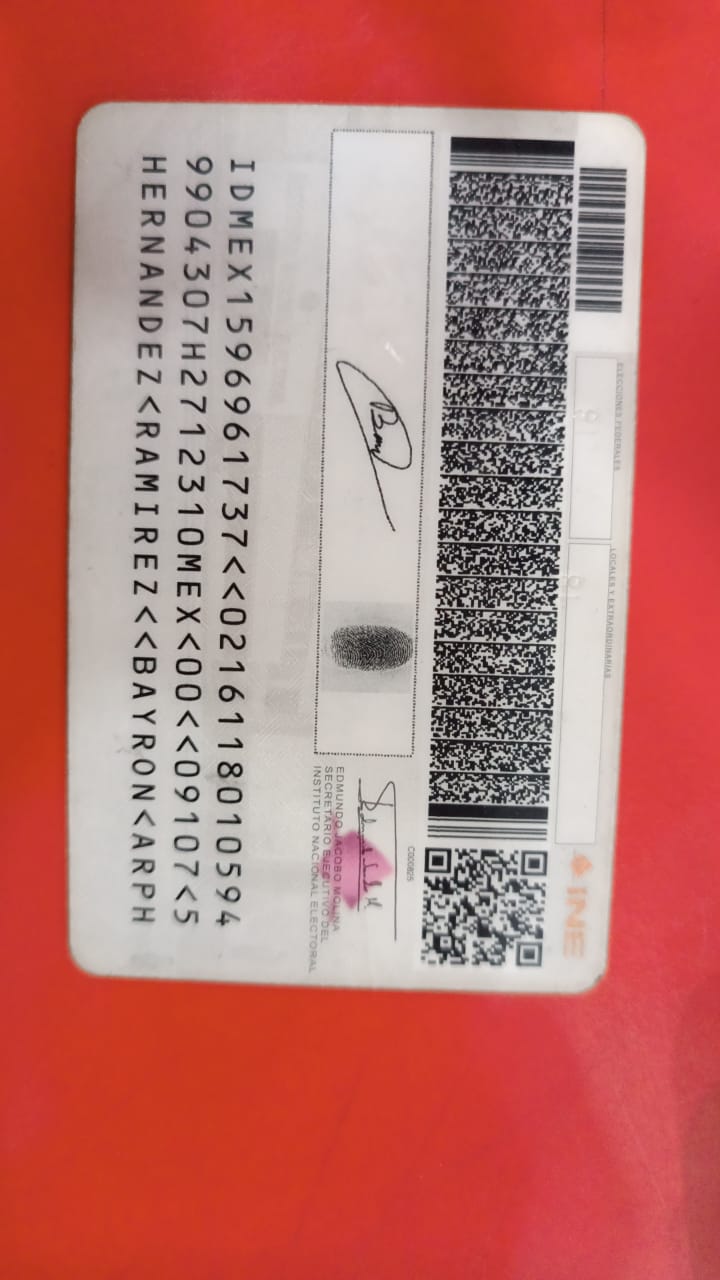 ELECCIONES FEDERALES
LOCALES Y EXTRAORDINARIAS
INE
C000825
EDMUNDO JACOBO MOLINA
SECRETARIO EJECUTIVO DEL
INSTITUTO NACIONAL ELECTORAL
IDMEX1596961737<<0216118010594
9904307H2712310MEX<00<<09107<5
HERNANDEZ<RAMIREZ<<BAYRON<ARPH